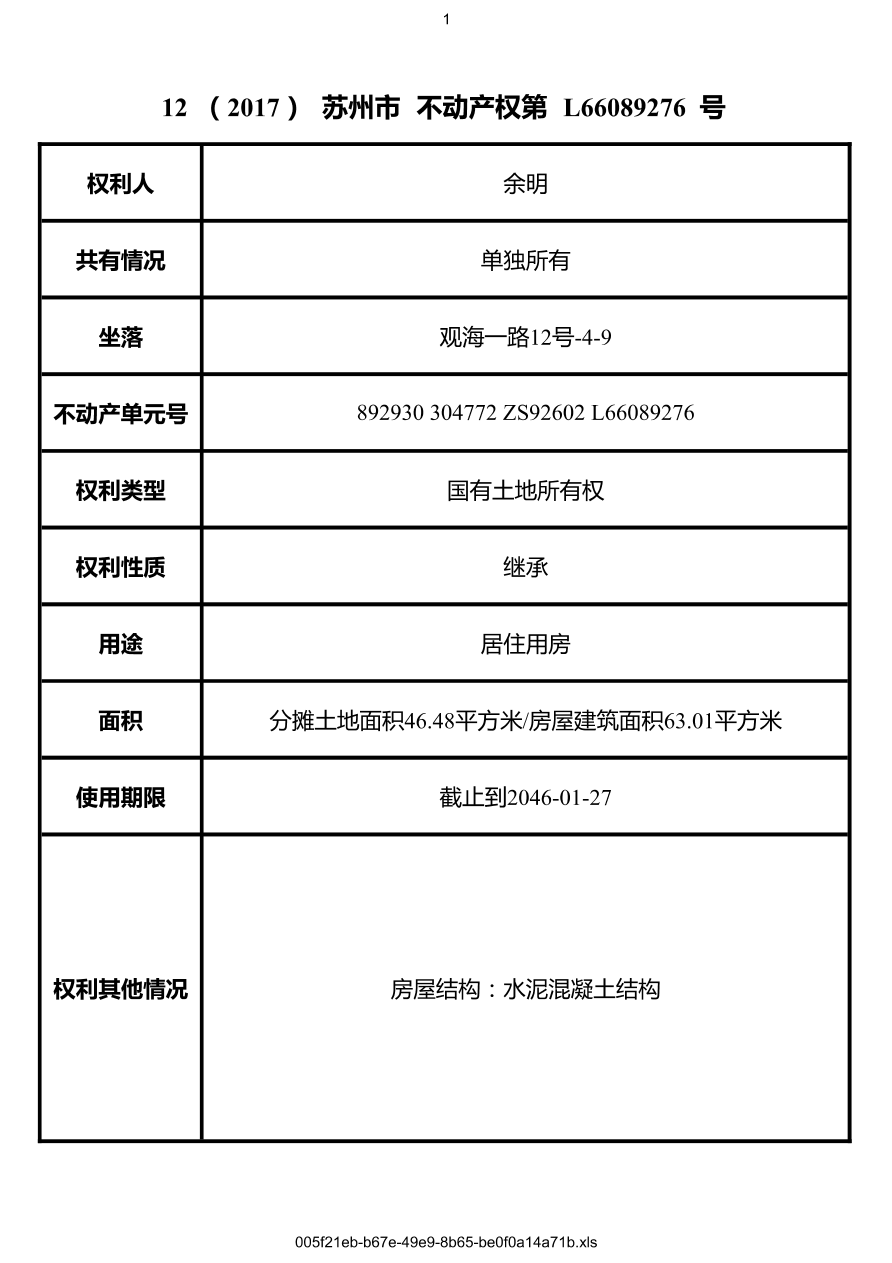 1
12 （2017） 苏州市 不动产权第 L66089276 号
权利人 余明
共有情况 单独所有
坐落 观海一路12号-4-9
不动产单元号 892930 304772 ZS92602 L66089276
权利类型 国有土地所有权
权利性质 继承
用途 居住用房
面积 分摊土地面积46.48平方米/房屋建筑面积63.01平方米
使用期限 截止到2046-01-27
权利其他情况 房屋结构：水泥混凝土结构
005f21eb-b67e-49e9-8b65-be0f0a14a71b.xls